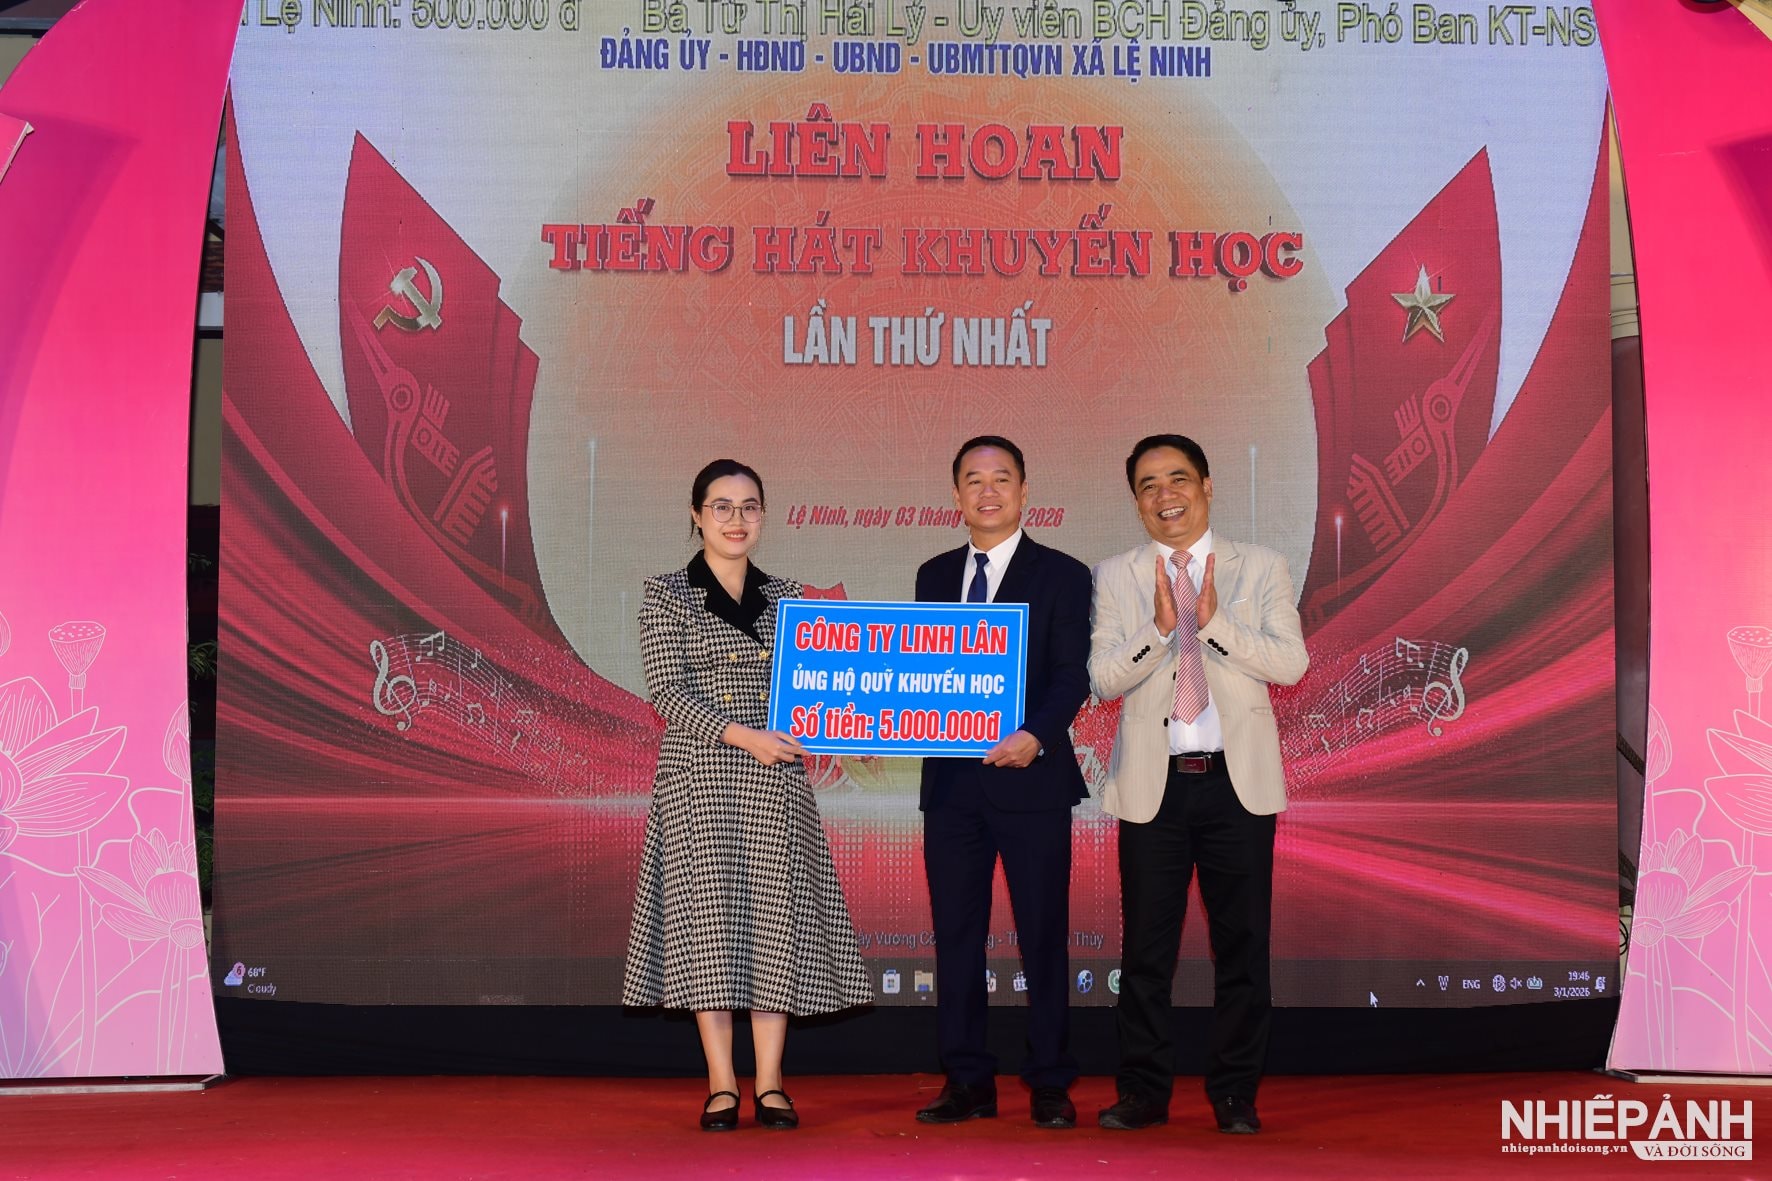 Lệ Ninh: 500.000 đ Bà Từ Thị Hải Lý - Ủy viên BCH Đảng ủy, Phó Ban KT-NS
ĐẢNG ỦY - HĐND - UBND - UBMTTQVN XÃ LỆ NINH
LIÊN HOAN
TIẾNG HÁT KHUYẾN HỌC
LẦN THỨ NHẤT
Lệ Ninh, ngày 03 tháng 2026
CÔNG TY LINH LÂN
ỦNG HỘ QUỸ KHUYẾN HỌC
Số tiền: 5.000.000đ
Vương Thủy
6
68°F
Cloudy
ENG
19:46
3/1/2026
NHIẾPẢNH
nhiepanhdoisong.vn VÀ ĐỜI SỐNG